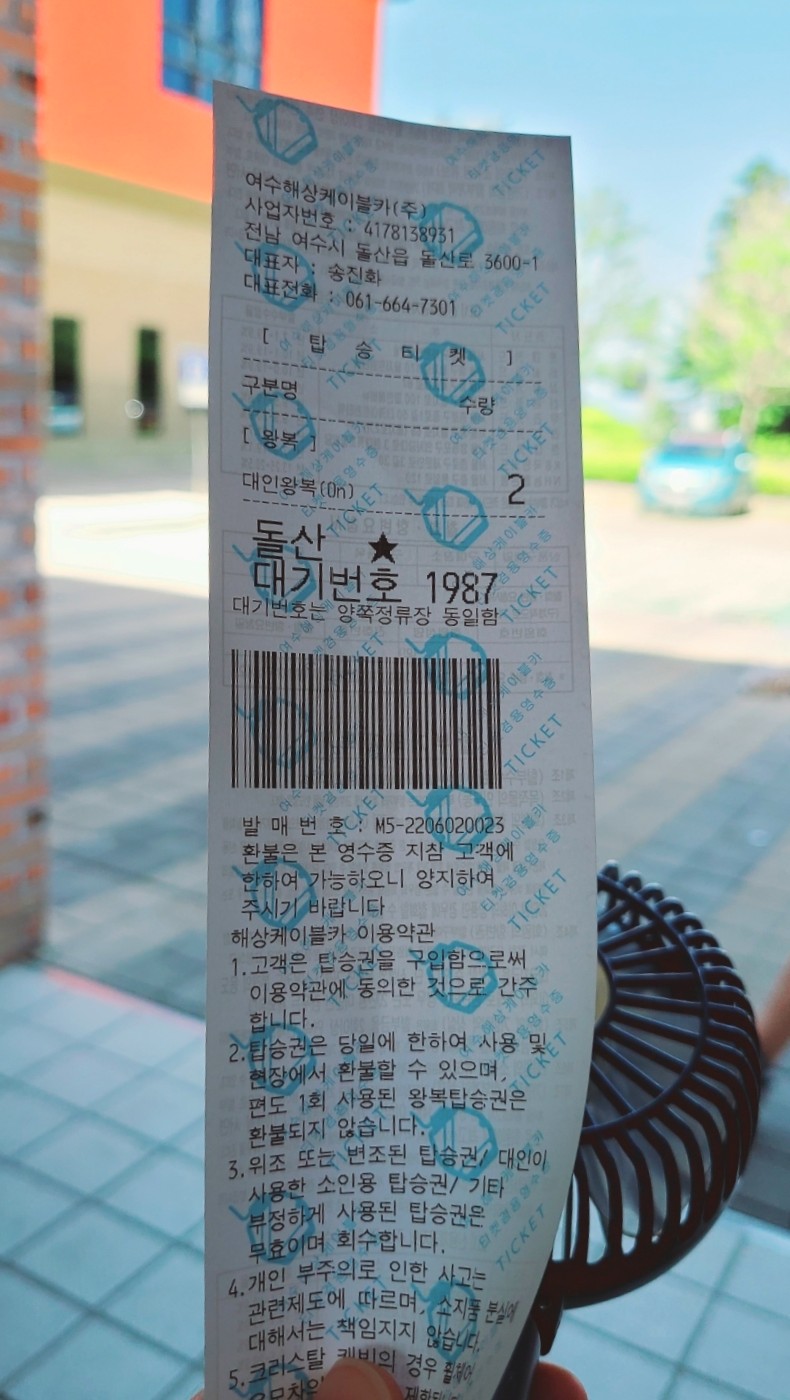 여수해상케이블카(주)
사업자번호 : 4178138931
전남 여수시 돌산읍 돌산로 3600-1
대표자 : 송진화
대표전화 : 061-664-7301
[ 탑 승 티 켓 ]
구분명 수량
[ 왕복 ]
대인왕복(On) 2
돌산 ★
대기번호 1987
대기번호는 양쪽정류장 동일함
발 매 번 호 : M5-2206020023
환불은 본 영수증 지참 고객에
한하여 가능하오니 양지하여
주시기 바랍니다
해상케이블카 이용약관
1.고객은 탑승권을 구입함으로써
이용약관에 동의한 것으로 간주
합니다.
2.탑승권은 당일에 한하여 사용 및
현장에서 환불할 수 있으며,
편도 1회 사용된 왕복탑승권은
환불되지 않습니다.
3.위조 또는 변조된 탑승권/ 대인이
사용한 소인용 탑승권/ 기타
부정하게 사용된 탑승권은
무효이며 회수합니다.
4.개인 부주의로 인한 사고는
관련제도에 따르며, 소지품 분실에
대해서는 책임지지 않습니다.
5.크리스탈 캐빈의 경우 휠체어,